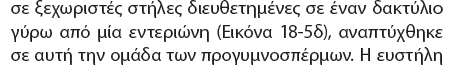 σε ξεχωριστές στήλες διευθετημένες σε έναν δακτύλιο
γύρω από μία εντεριώνη (Εικόνα 18-5δ), αναπτύχθηκε
σε αυτή την ομάδα των προγυμνοσπέρμων. Η ευστήλη